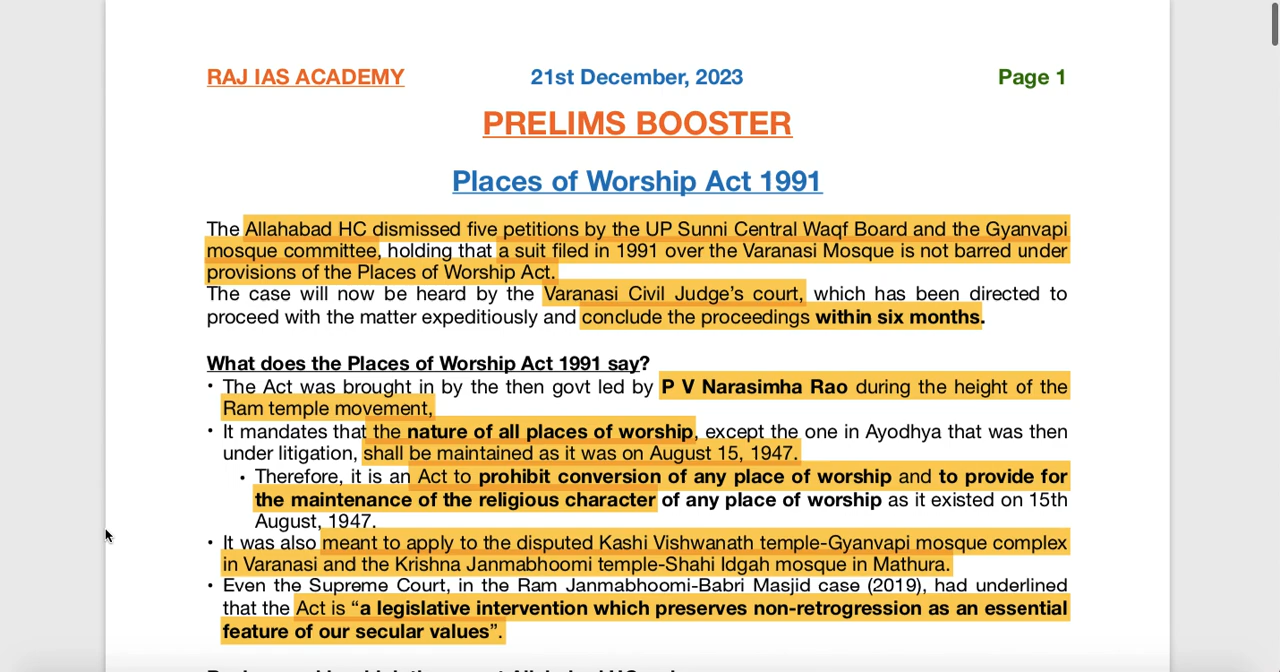 RAJ IAS ACADEMY 21st December, 2023 Page 1
PRELIMS BOOSTER
Places of Worship Act 1991
The Allahabad HC dismissed five petitions by the UP Sunni Central Waqf Board and the Gyanvapi
mosque committee, holding that a suit filed in 1991 over the Varanasi Mosque is not barred under
provisions of the Places of Worship Act.
The case will now be heard by the Varanasi Civil Judge’s court, which has been directed to
proceed with the matter expeditiously and conclude the proceedings within six months.
What does the Places of Worship Act 1991 say?
• The Act was brought in by the then govt led by P V Narasimha Rao during the height of the
Ram temple movement,
• It mandates that the nature of all places of worship, except the one in Ayodhya that was then
under litigation, shall be maintained as it was on August 15, 1947.
• Therefore, it is an Act to prohibit conversion of any place of worship and to provide for
the maintenance of the religious character of any place of worship as it existed on 15th
August, 1947.
• It was also meant to apply to the disputed Kashi Vishwanath temple-Gyanvapi mosque complex
in Varanasi and the Krishna Janmabhoomi temple-Shahi Idgah mosque in Mathura.
• Even the Supreme Court, in the Ram Janmabhoomi-Babri Masjid case (2019), had underlined
that the Act is “a legislative intervention which preserves non-retrogression as an essential
feature of our secular values”.